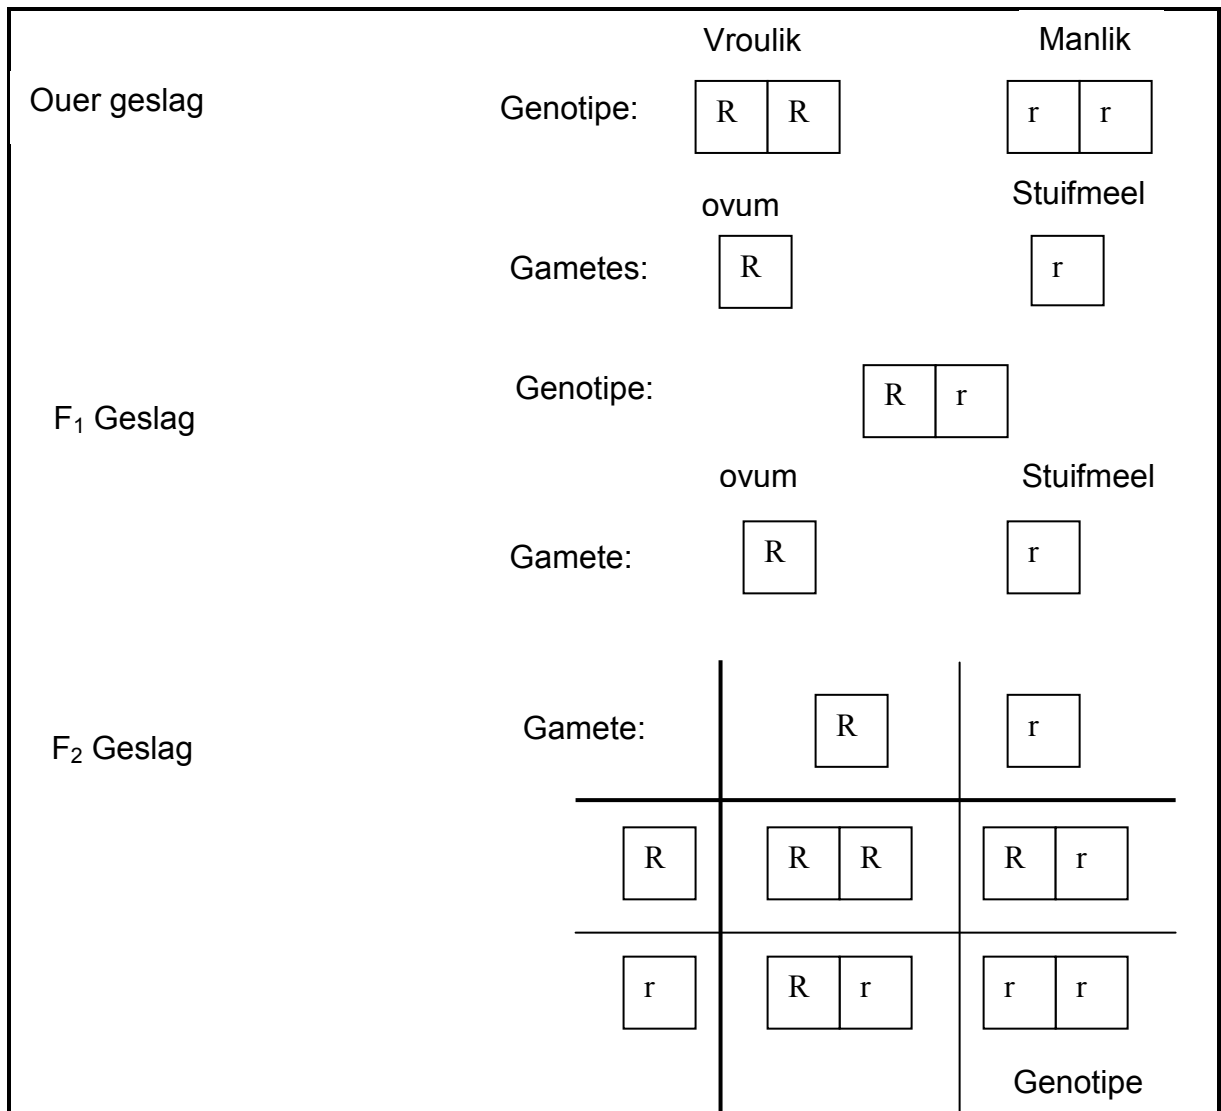 Vroulik Manlik
Ouer geslag Genotipe: R R r r
ovum Stuifmeel
Gametes: R r
Genotipe: R r
F₁ Geslag
ovum Stuifmeel
Gamete: R r
F₂ Geslag Gamete: R r
R R R R r
r R r r r
Genotipe